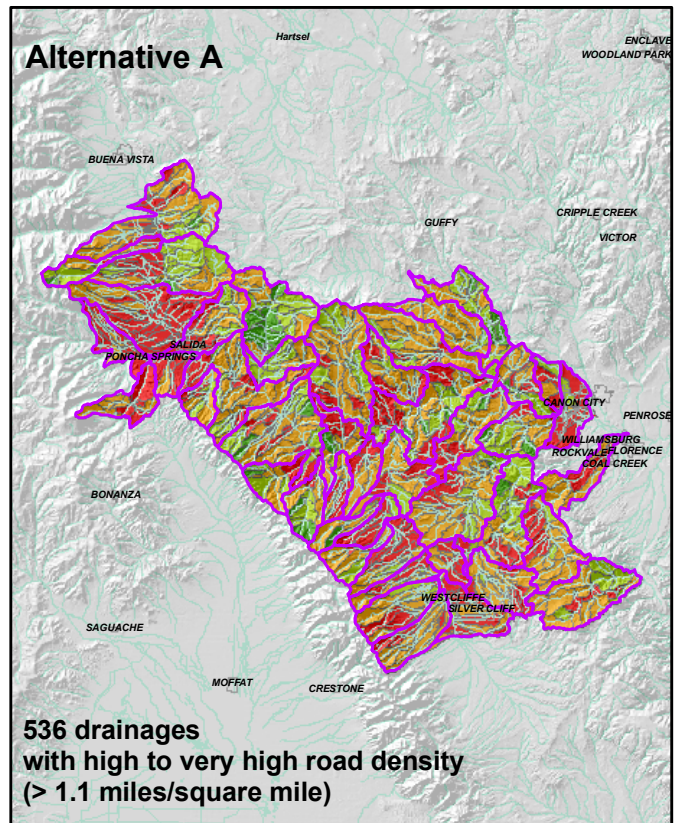 Hartsel
ENCLAVE
WOODLAND PARK
Alternative A
BUENA VISTA
GUFFY
CRIPPLE CREEK
VICTOR
SALIDA
PONCHA SPRINGS
CANON CITY
PENROSE
WILLIAMSBURG
ROCKVALE FLORENCE
COAL CREEK
BONANZA
WESTCLIFFE
SILVER CLIFF
SAGUACHE
MOFFAT
CRESTONE
536 drainages
with high to very high road density
(> 1.1 miles/square mile)